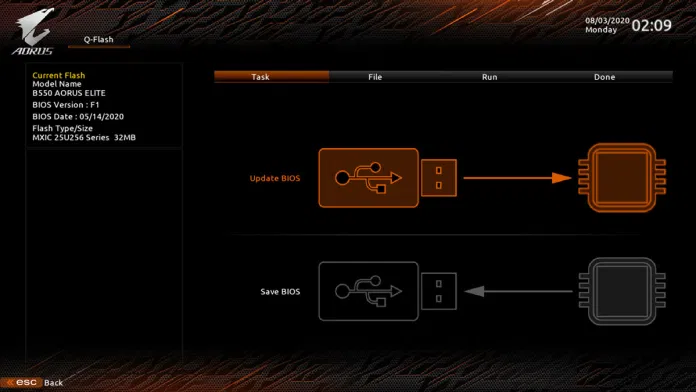 AORUS
Q-Flash
08/03/2020
Monday
02:09
Current Flash
Model Name
B550 AORUS ELITE
BIOS Version : F1
BIOS Date : 05/14/2020
Flash Type/Size
MXIC 25U256 Series 32MB
Task File Run Done
Update BIOS
Save BIOS
« esc Back